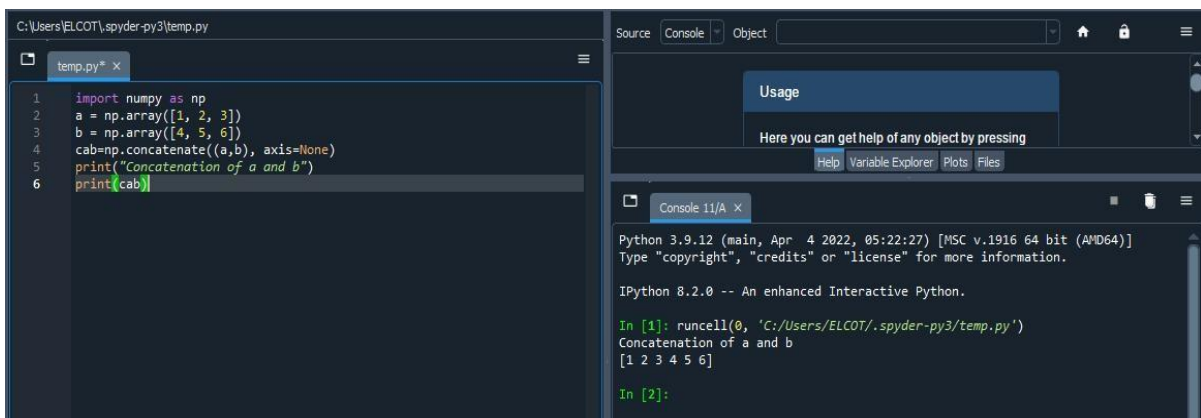 C:\Users\ELCOT\.spyder-py3\temp.py
temp.py* ×
1 import numpy as np
2 a = np.array([1, 2, 3])
3 b = np.array([4, 5, 6])
4 cab=np.concatenate((a,b), axis=None)
5 print("Concatenation of a and b")
6 print(cab)
Source Console Object
Usage
Here you can get help of any object by pressing
Help Variable Explorer Plots Files
Console 11/A ×
Python 3.9.12 (main, Apr  4 2022, 05:22:27) [MSC v.1916 64 bit (AMD64)]
Type "copyright", "credits" or "license" for more information.
IPython 8.2.0 -- An enhanced Interactive Python.
In [1]: runcell(0, 'C:/Users/ELCOT/.spyder-py3/temp.py')
Concatenation of a and b
[1 2 3 4 5 6]
In [2]: